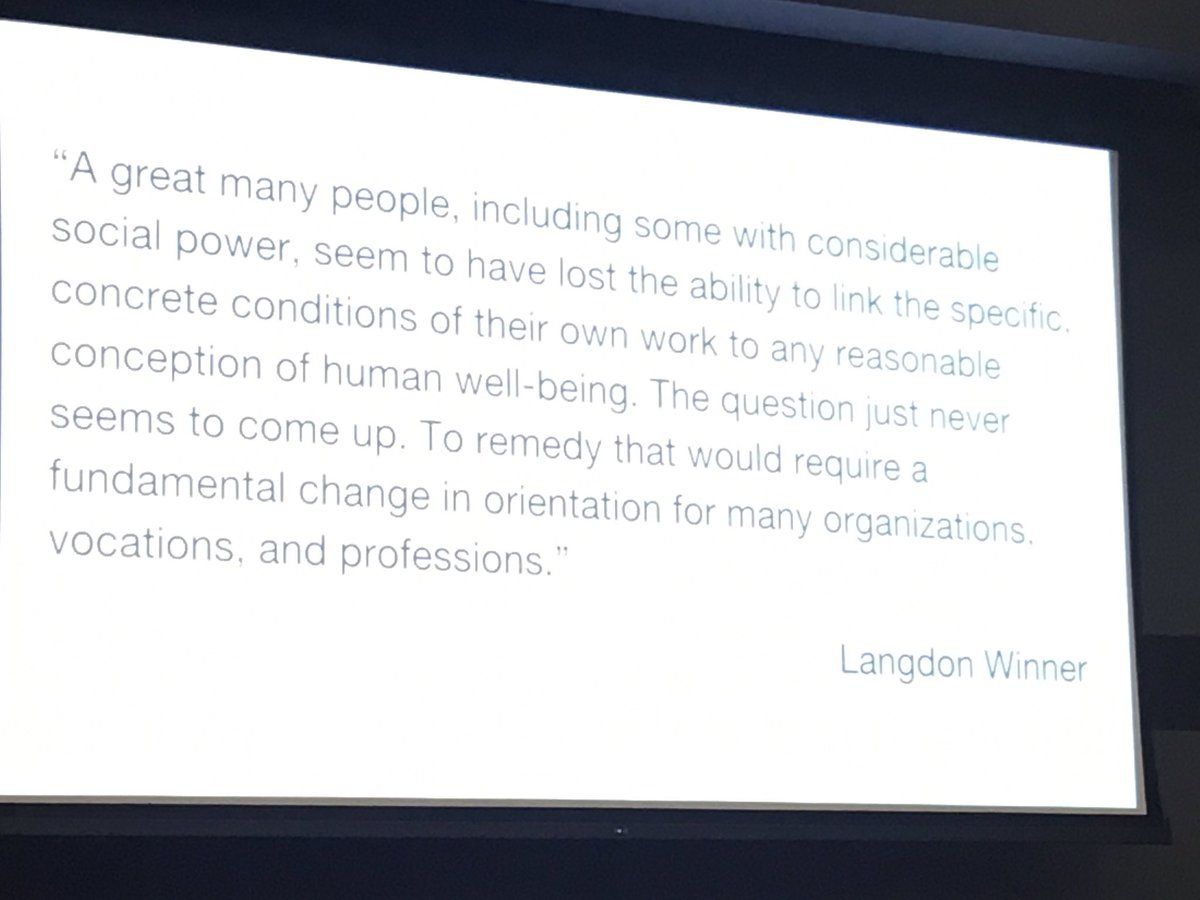 “A great many people, including some with considerable
social power, seem to have lost the ability to link the specific,
concrete conditions of their own work to any reasonable
conception of human well-being. The question just never
seems to come up. To remedy that would require a
fundamental change in orientation for many organizations,
vocations, and professions.”
Langdon Winner